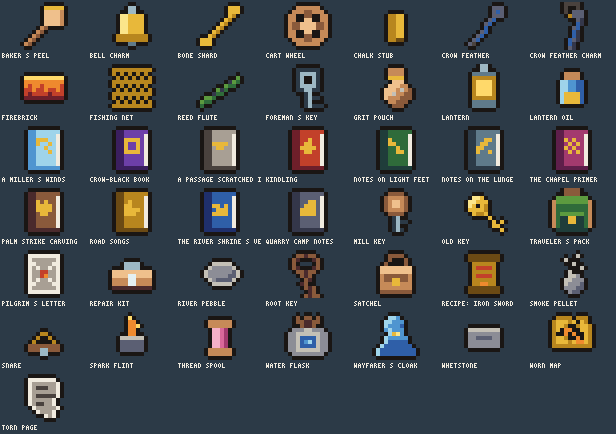 BAKER S PEEL
BELL CHARM
BONE SHARD
CART WHEEL
CHALK STUB
CROW FEATHER
CROW FEATHER CHARM
FIREBRICK
FISHING NET
REED FLUTE
FOREMAN S KEY
GRIT POUCH
LANTERN
LANTERN OIL
A MILLER S WINDS
CROW-BLACK BOOK
A PASSAGE SCRATCHED I
KINDLING
NOTES ON LIGHT FEET
NOTES ON THE LUNGE
THE CHAPEL PRIMER
PALM STRIKE CARVING
ROAD SONGS
THE RIVER SHRINE S VE
QUARRY CAMP NOTES
MILL KEY
OLD KEY
TRAVELER S PACK
PILGRIM S LETTER
REPAIR KIT
RIVER PEBBLE
ROOT KEY
SATCHEL
RECIPE: IRON SWORD
SMOKE PELLET
SNARE
SPARK FLINT
THREAD SPOOL
WATER FLASK
WAYFARER S CLOAK
WHETSTONE
WORN MAP
TORN PAGE